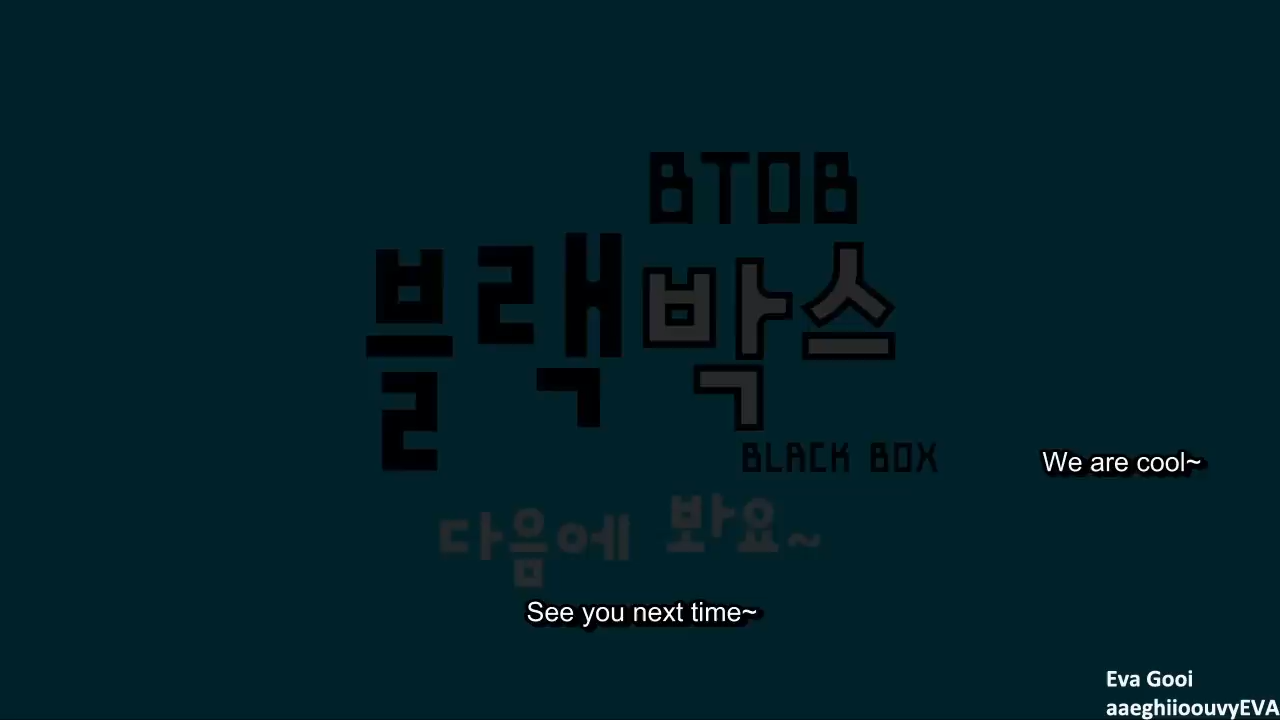 BTOB
블랙박스
BLACK BOX
We are cool~
다음에 봐요~
See you next time~
Eva Gooi
aaeghiioouvyEVA